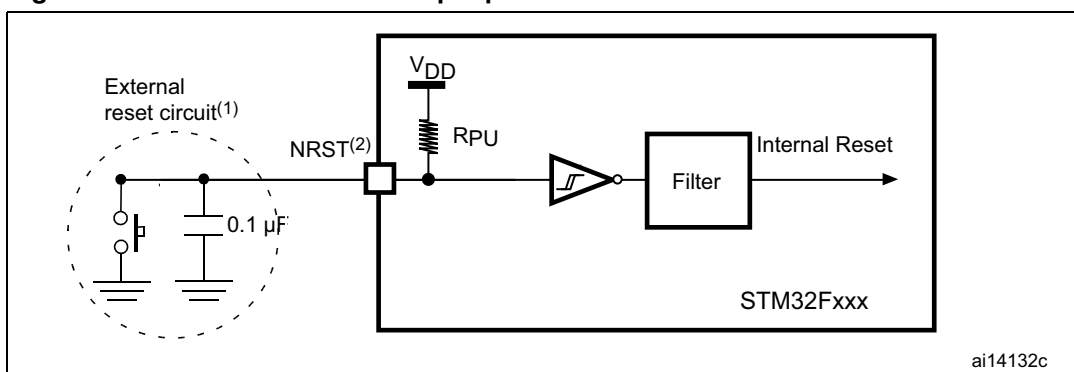 VDD
External
reset circuit(1)
NRST(2)
RPU
Internal Reset
Filter
0.1 µF
STM32Fxxx
ai14132c